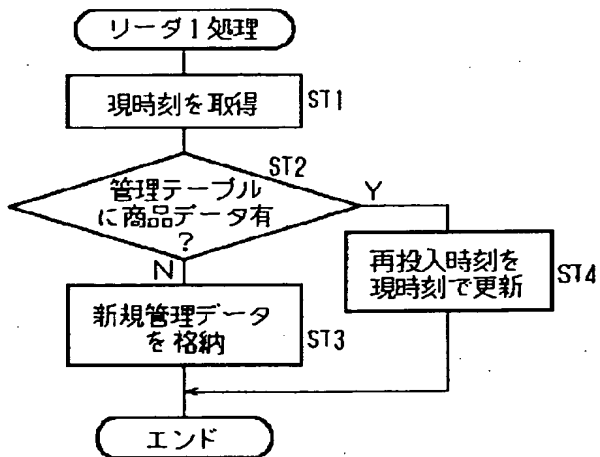 リーダ1処理
現時刻を取得
ST1
ST2
管理テーブル
に商品データ有
?
Y
N
再投入時刻を
現時刻で更新
ST4
新規管理データ
を格納
ST3
エンド